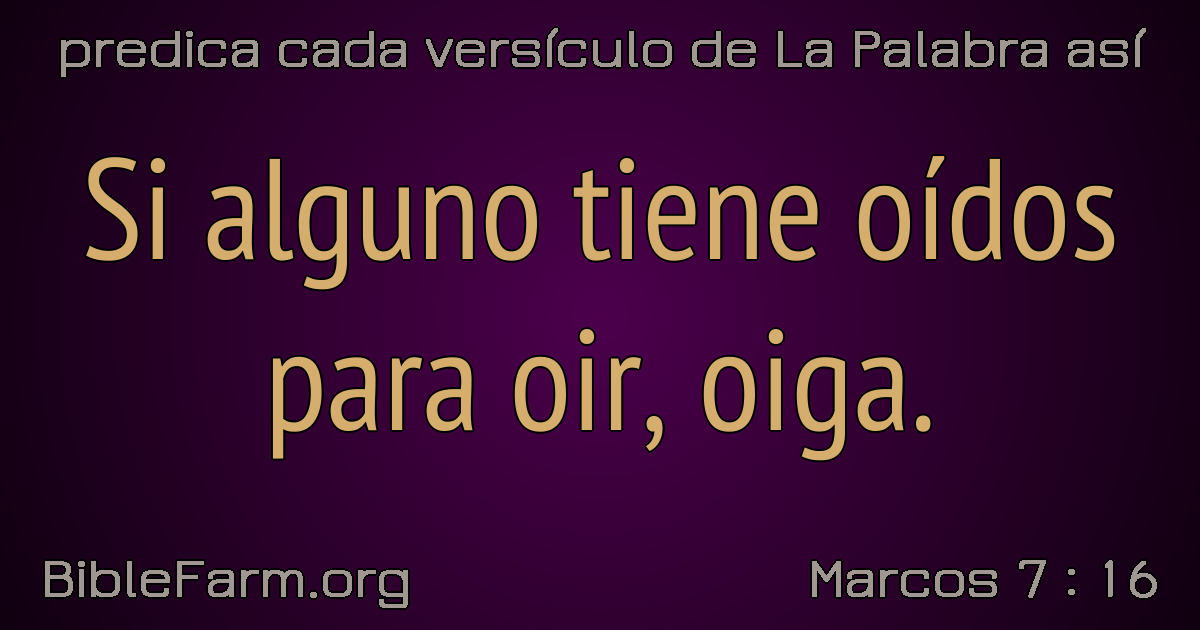 predica cada versículo de La Palabra así
Si alguno tiene oídos
para oir, oiga.
BibleFarm.org
Marcos 7 : 16